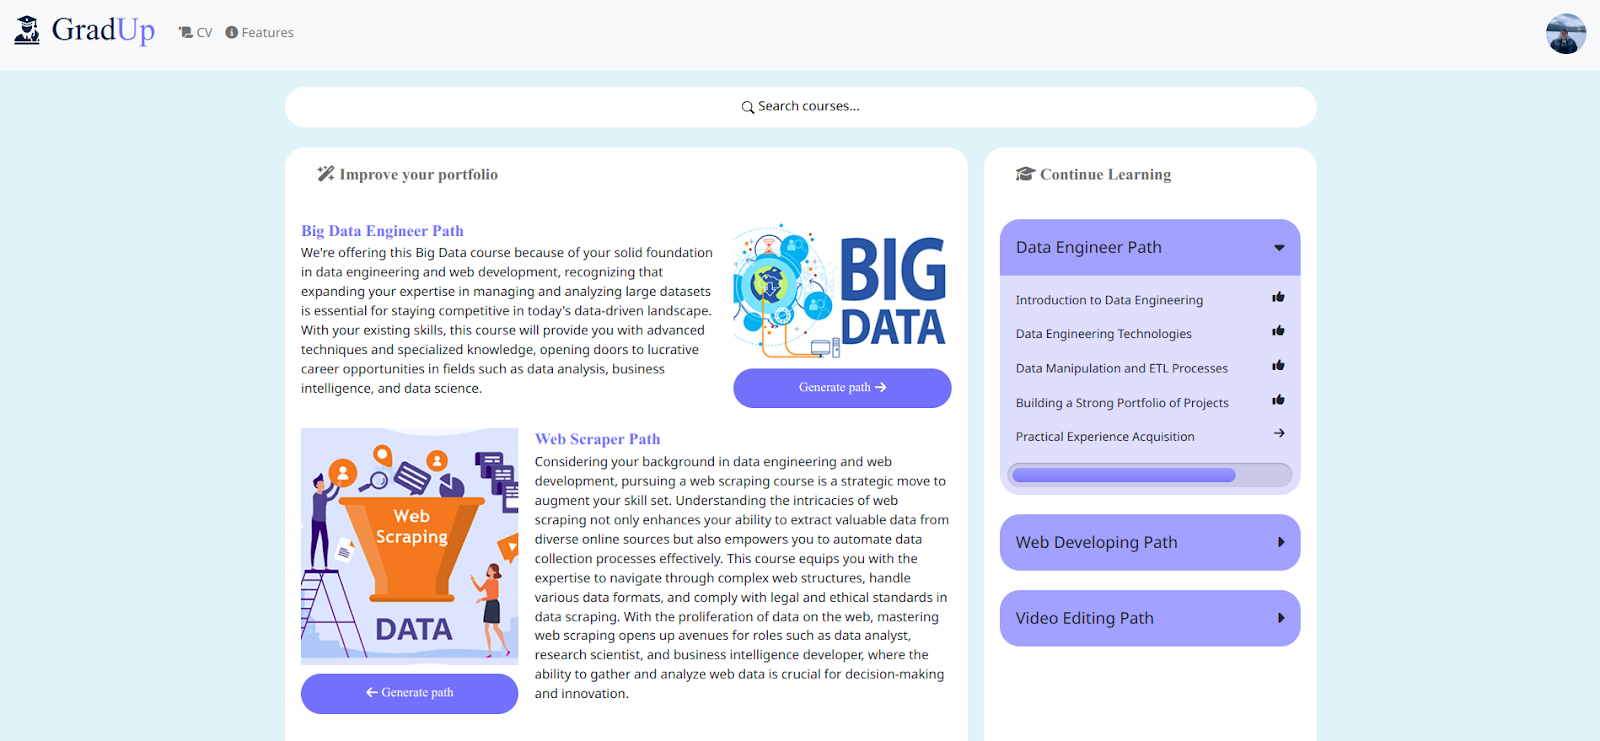 GradUp
CV
Features
Search courses...
Improve your portfolio
Big Data Engineer Path
We're offering this Big Data course because of your solid foundation
in data engineering and web development, recognizing that
expanding your expertise in managing and analyzing large datasets
is essential for staying competitive in today's data-driven landscape.
With your existing skills, this course will provide you with advanced
techniques and specialized knowledge, opening doors to lucrative
career opportunities in fields such as data analysis, business
intelligence, and data science.
BIG
DATA
Generate path →
Web
Scraping
DATA
← Generate path
Web Scraper Path
Considering your background in data engineering and web
development, pursuing a web scraping course is a strategic move to
augment your skill set. Understanding the intricacies of web
scraping not only enhances your ability to extract valuable data from
diverse online sources but also empowers you to automate data
collection processes effectively. This course equips you with the
expertise to navigate through complex web structures, handle
various data formats, and comply with legal and ethical standards in
data scraping. With the proliferation of data on the web, mastering
web scraping opens up avenues for roles such as data analyst,
research scientist, and business intelligence developer, where the
ability to gather and analyze web data is crucial for decision-making
and innovation.
Continue Learning
Data Engineer Path
Introduction to Data Engineering
Data Engineering Technologies
Data Manipulation and ETL Processes
Building a Strong Portfolio of Projects
Practical Experience Acquisition →
Web Developing Path
Video Editing Path